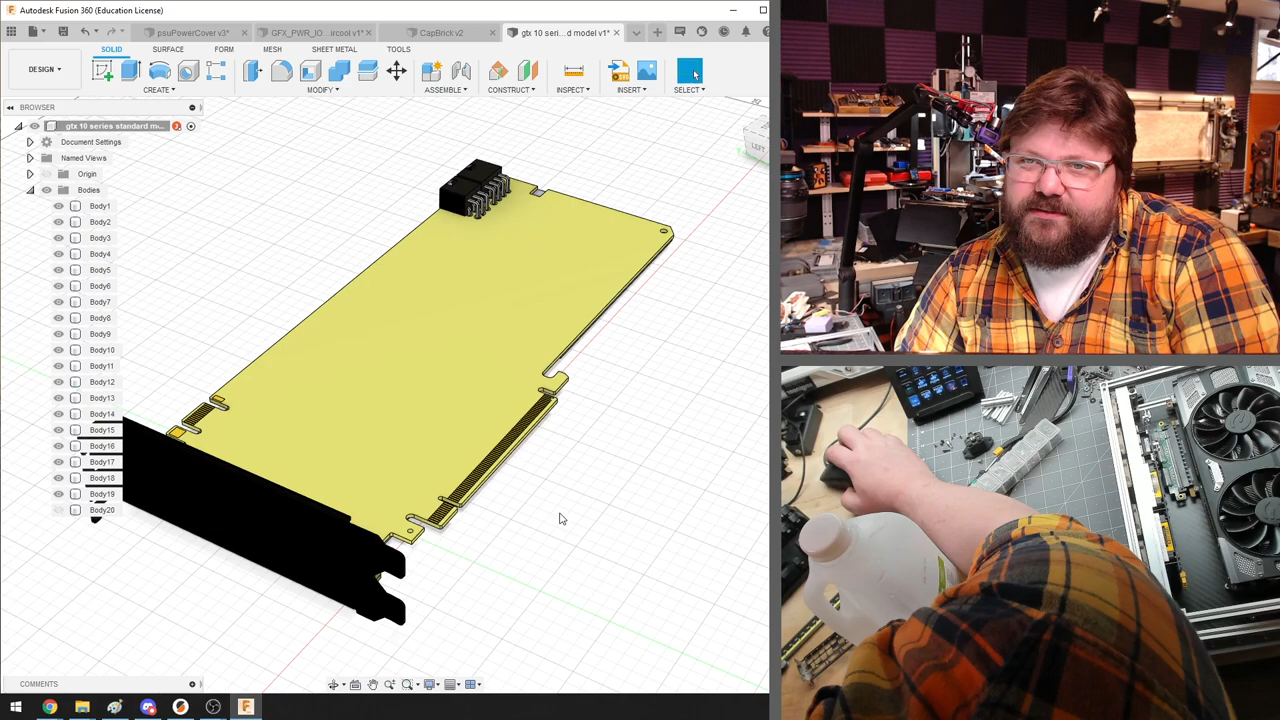 Autodesk Fusion 360 (Education License)
psuPowerCover v3*
GFX_PWR_IO...ircool v1*
CapBrick v2
gtx 10 seri...d model v1*
SOLID
SURFACE
FORM
MESH
SHEET METAL
TOOLS
DESIGN
CREATE
MODIFY
ASSEMBLE
CONSTRUCT
INSPECT
INSERT
SELECT
BROWSER
gtx 10 series standard m...
Document Settings
Named Views
Origin
Bodies
Body1
Body2
Body3
Body4
Body5
Body6
Body7
Body8
Body9
Body10
Body11
Body12
Body13
Body14
Body15
Body16
Body17
Body18
Body19
Body20
LEFT
COMMENTS